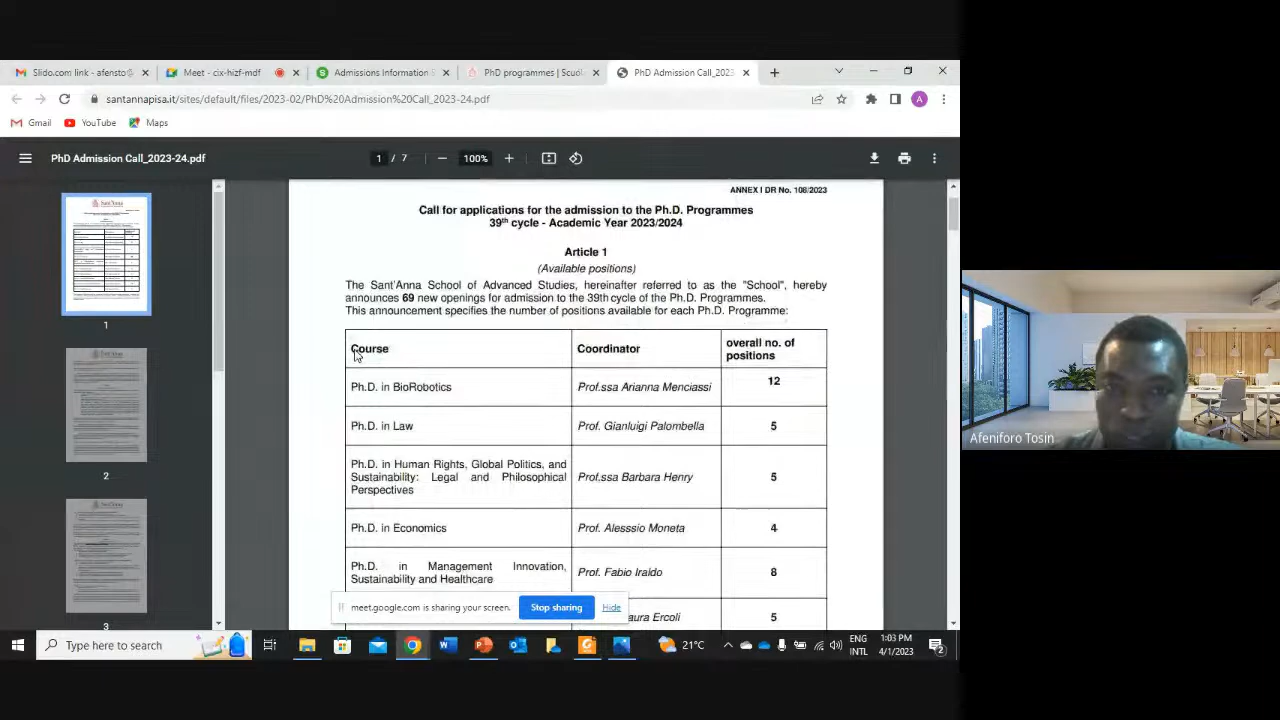 Slido.com link - afensto@
Meet - cix-hizf-mdf
Admissions Information S
PhD programmes | Scuol
PhD Admission Call_2023-24
santannapisa.it/sites/default/files/2023-02/PhD%20Admission%20Call_2023-24.pdf
A
Gmail YouTube Maps
PhD Admission Call_2023-24.pdf
1 / 7
100%
1
2
3
ANNEX I DR No. 108/2023
Call for applications for the admission to the Ph.D. Programmes
39th cycle - Academic Year 2023/2024
Article 1
(Available positions)
The Sant'Anna School of Advanced Studies, hereinafter referred to as the "School", hereby
announces 69 new openings for admission to the 39th cycle of the Ph.D. Programmes.
This announcement specifies the number of positions available for each Ph.D. Programme:
Course Coordinator overall no. of
positions
Ph.D. in BioRobotics Prof.ssa Arianna Menciassi 12
Ph.D. in Law Prof. Gianluigi Palombella 5
Ph.D. in Human Rights, Global Politics, and
Sustainability: Legal and Philosophical
Perspectives
Prof.ssa Barbara Henry 5
Ph.D. in Economics Prof. Alesssio Moneta 4
Ph.D. in Management Innovation,
Sustainability and Healthcare
Prof. Fabio Iraldo 8
aura Ercoli 5
meet.google.com is sharing your screen. Stop sharing Hide
Type here to search
21°C
ENG
INTL
1:03 PM
4/1/2023
2
Afeniforo Tosin